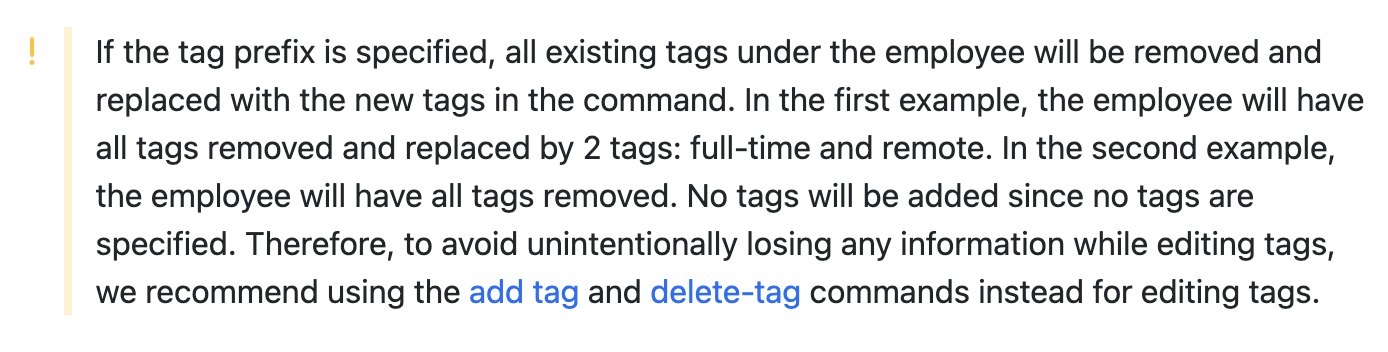 If the tag prefix is specified, all existing tags under the employee will be removed and
replaced with the new tags in the command. In the first example, the employee will have
all tags removed and replaced by 2 tags: full-time and remote. In the second example,
the employee will have all tags removed. No tags will be added since no tags are
specified. Therefore, to avoid unintentionally losing any information while editing tags,
we recommend using the add tag and delete-tag commands instead for editing tags.